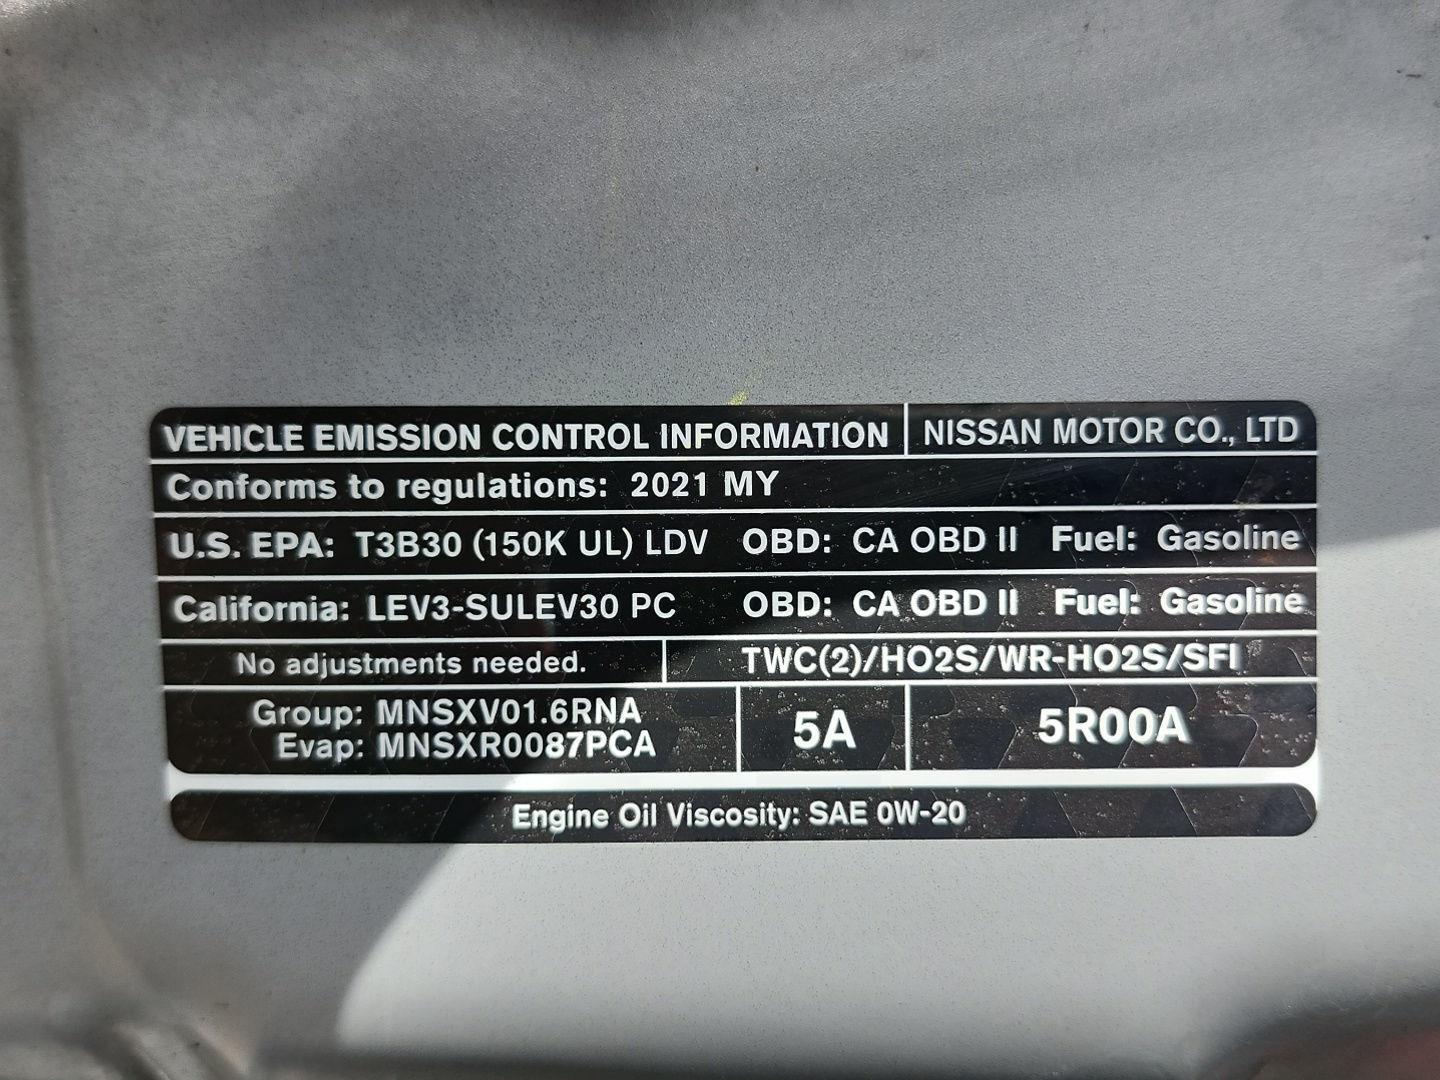 VEHICLE EMISSION CONTROL INFORMATION NISSAN MOTOR CO., LTD
Conforms to regulations: 2021 MY
U.S. EPA: T3B30 (150K UL) LDV OBD: CA OBD II Fuel: Gasoline
California: LEV3-SULEV30 PC OBD: CA OBD II Fuel: Gasoline
No adjustments needed. TWC(2)/HO2S/WR-HO2S/SFI
Group: MNSXV01.6RNA
Evap: MNSXR0087PCA
5A
5R00A
Engine Oil Viscosity: SAE 0W-20